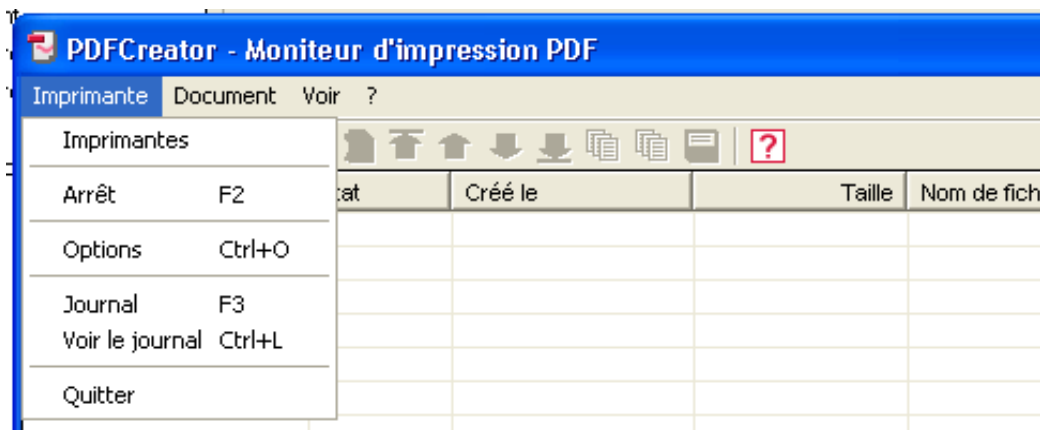 PDFCreator - Moniteur d'impression PDF
Imprimante Document Voir ?
Imprimantes
?
Arrêt F2
tat Créé le Taille Nom de fich
Options Ctrl+O
Journal F3
Voir le journal Ctrl+L
Quitter